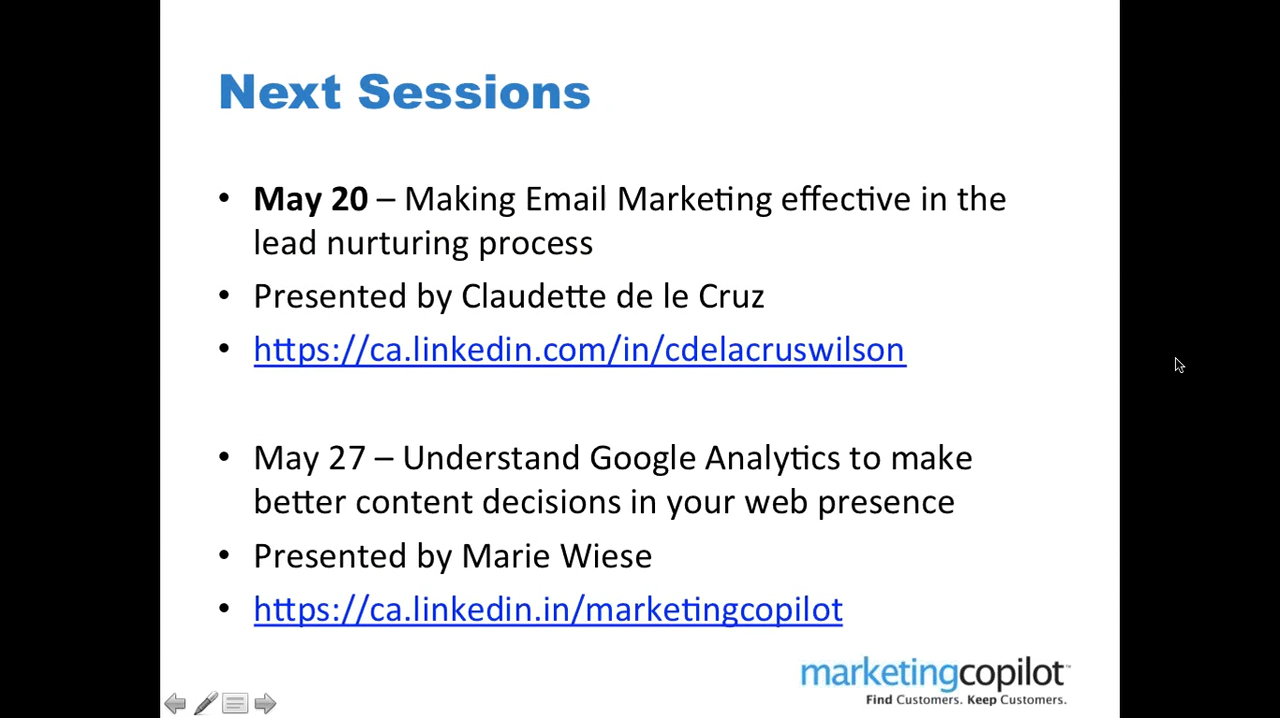 Next Sessions
• May 20 – Making Email Marketing effective in the
lead nurturing process
• Presented by Claudette de le Cruz
• https://ca.linkedin.com/in/cdelacruswilson
• May 27 – Understand Google Analytics to make
better content decisions in your web presence
• Presented by Marie Wiese
• https://ca.linkedin.in/marketingcopilot
marketingcopilot™
Find Customers. Keep Customers.